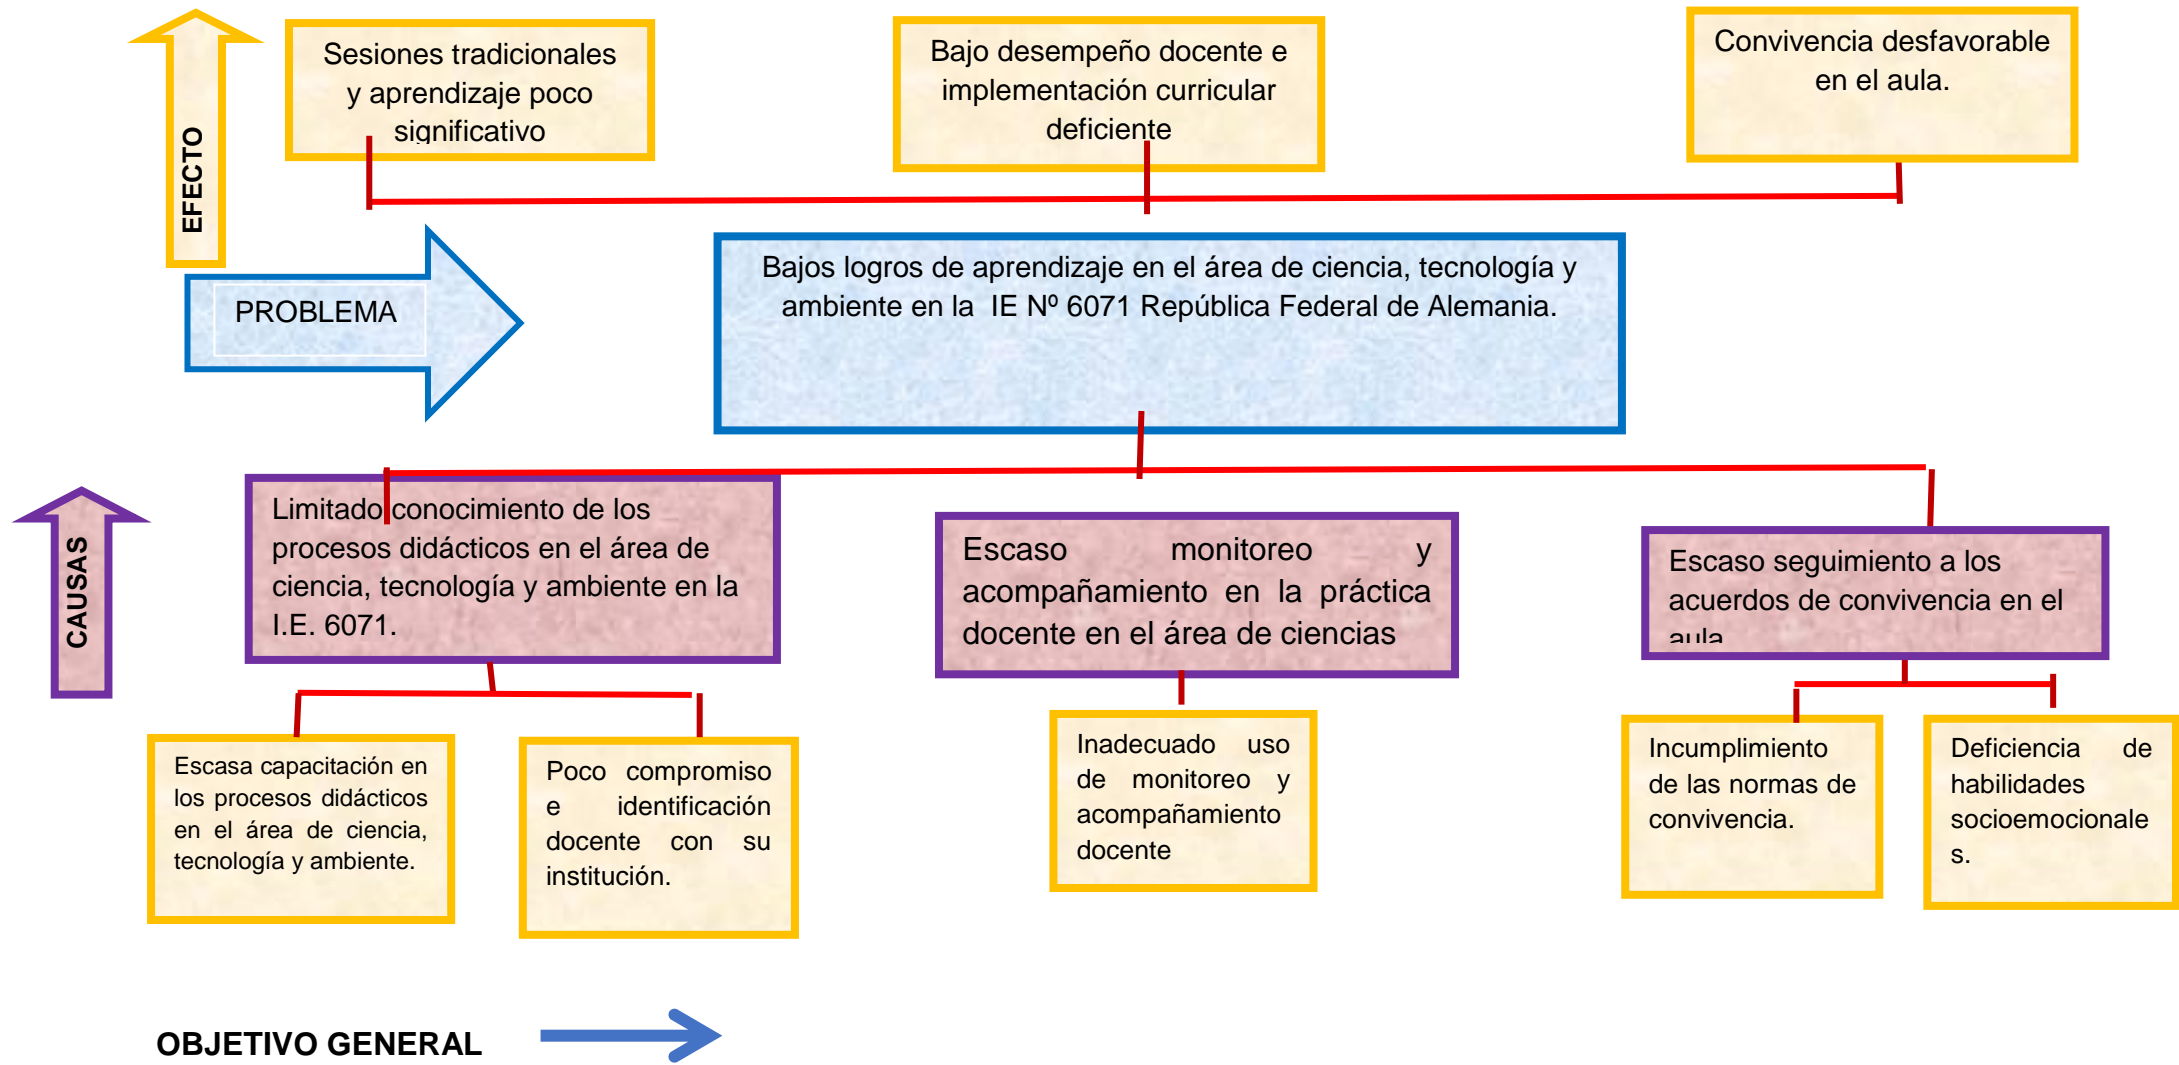 EFECTO
Sesiones tradicionales
y aprendizaje poco
significativo
Bajo desempeño docente e
implementación curricular
deficiente
Convivencia desfavorable
en el aula.
PROBLEMA
Bajos logros de aprendizaje en el área de ciencia, tecnología y
ambiente en la IE Nº 6071 República Federal de Alemania.
CAUSAS
Limitado conocimiento de los
procesos didácticos en el área de
ciencia, tecnología y ambiente en la
I.E. 6071.
Escaso monitoreo y
acompañamiento en la práctica
docente en el área de ciencias
Escaso seguimiento a los
acuerdos de convivencia en el
aula
Escasa capacitación en
los procesos didácticos
en el área de ciencia,
tecnología y ambiente.
Poco compromiso
e identificación
docente con su
institución.
Inadecuado uso
de monitoreo y
acompañamiento
docente
Incumplimiento
de las normas de
convivencia.
Deficiencia de
habilidades
socioemocionale
s.
OBJETIVO GENERAL